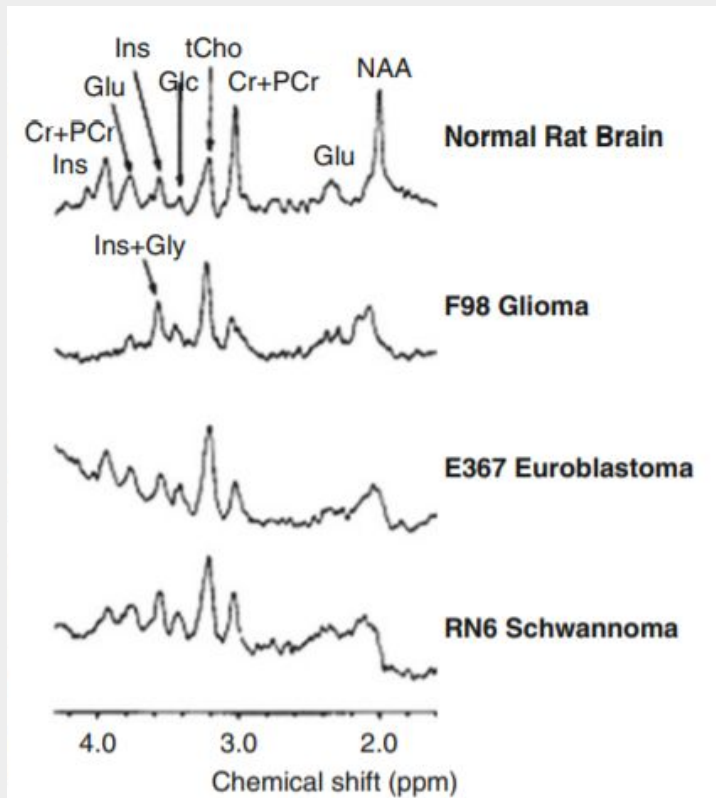 Ins tCho
Glu Glc Cr+PCr NAA
Cr+PCr
Ins Glu
Normal Rat Brain
Ins+Gly
F98 Glioma
E367 Euroblastoma
RN6 Schwannoma
4.0 3.0 2.0
Chemical shift (ppm)